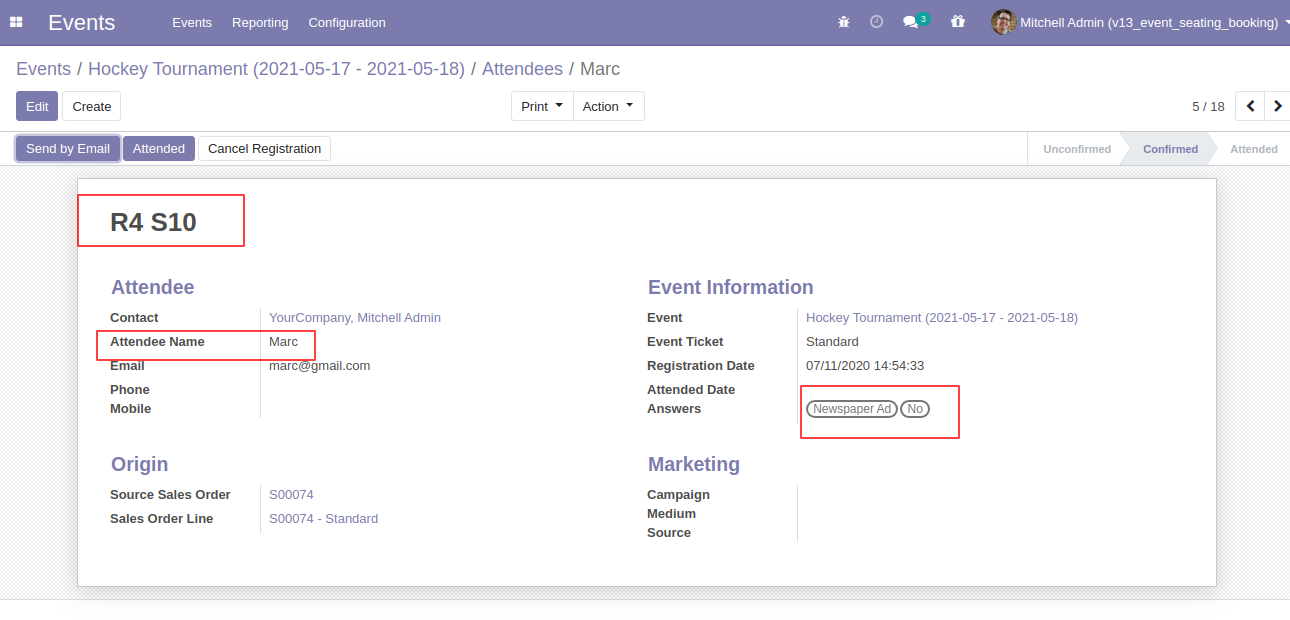 Events Events Reporting Configuration 3 Mitchell Admin (v13_event_seating_booking)
Events / Hockey Tournament (2021-05-17 - 2021-05-18) / Attendees / Marc
Edit Create Print Action 5 / 18
Send by Email Attended Cancel Registration Unconfirmed Confirmed Attended
R4 S10
Attendee
Contact YourCompany, Mitchell Admin
Attendee Name Marc
Email marc@gmail.com
Phone
Mobile
Event Information
Event Hockey Tournament (2021-05-17 - 2021-05-18)
Event Ticket Standard
Registration Date 07/11/2020 14:54:33
Attended Date
Answers Newspaper Ad No
Origin
Source Sales Order S00074
Sales Order Line S00074 - Standard
Marketing
Campaign
Medium
Source